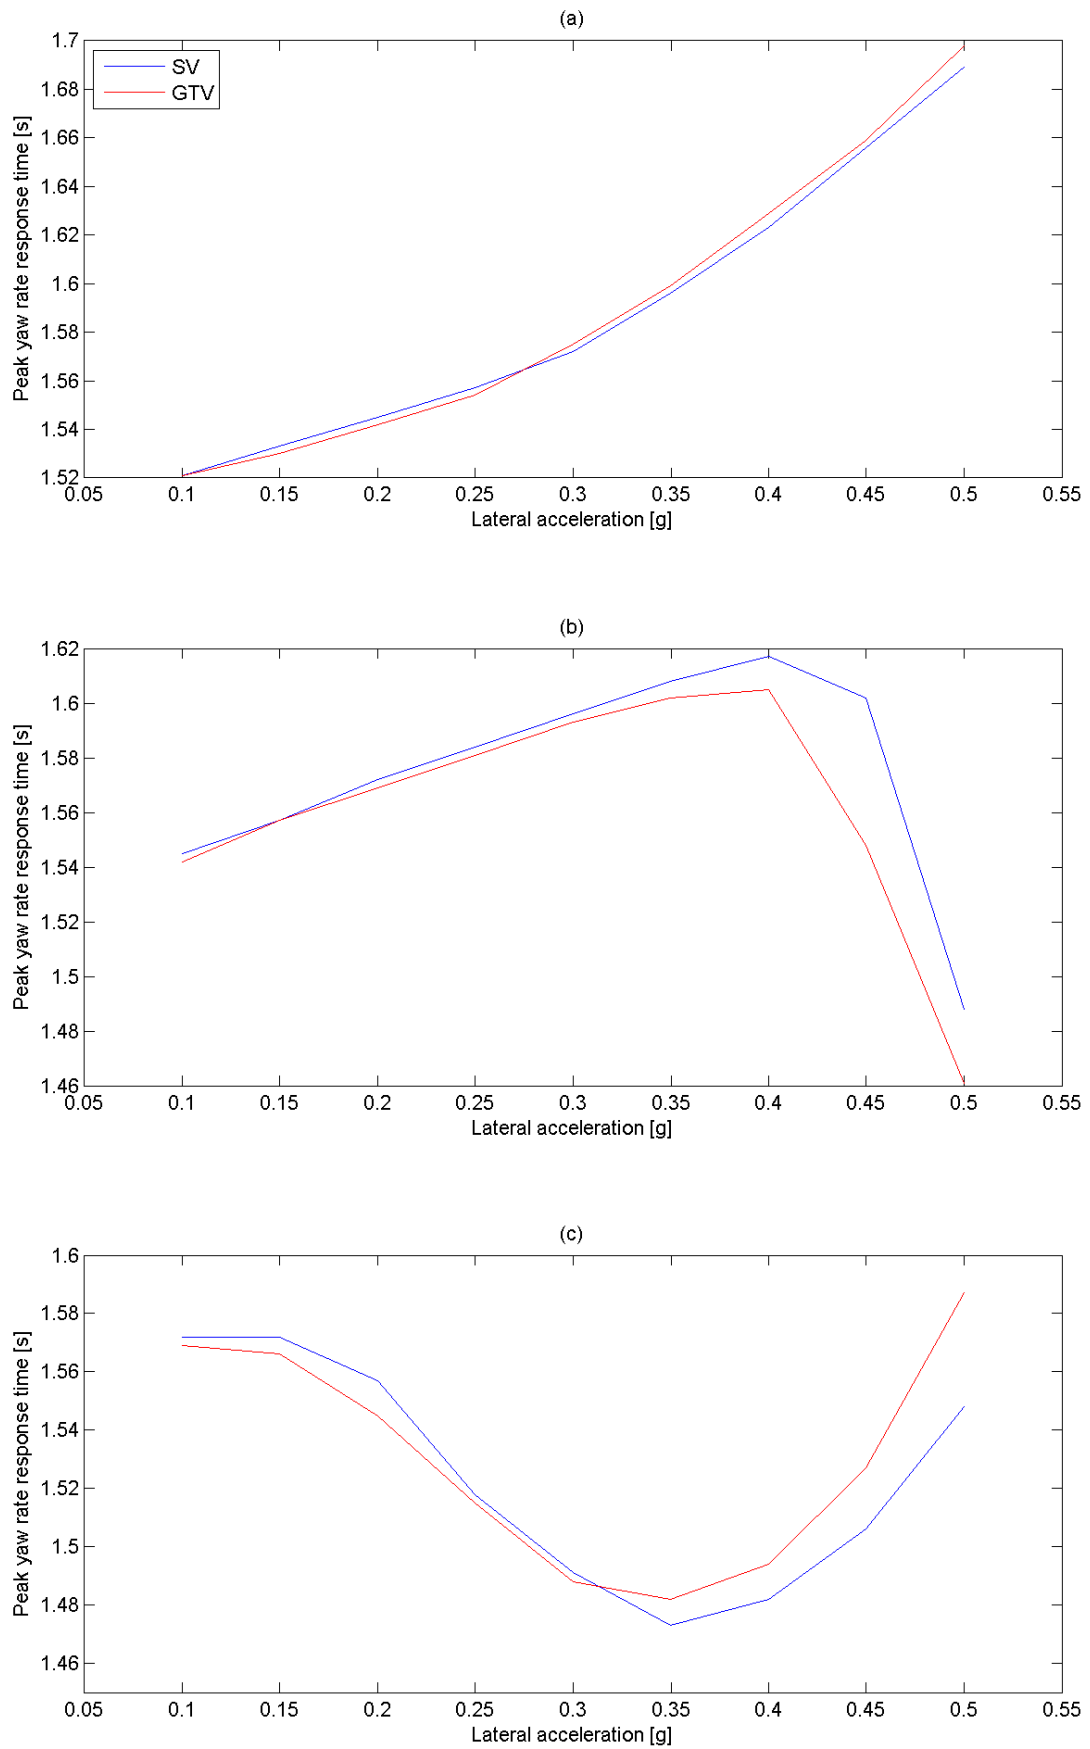 (a)
SV
GTV
Peak yaw rate response time [s]
1.7
1.68
1.66
1.64
1.62
1.6
1.58
1.56
1.54
1.52
0.05 0.1 0.15 0.2 0.25 0.3 0.35 0.4 0.45 0.5 0.55
Lateral acceleration [g]
(b)
Peak yaw rate response time [s]
1.62
1.6
1.58
1.56
1.54
1.52
1.5
1.48
1.46
0.05 0.1 0.15 0.2 0.25 0.3 0.35 0.4 0.45 0.5 0.55
Lateral acceleration [g]
(c)
Peak yaw rate response time [s]
1.6
1.58
1.56
1.54
1.52
1.5
1.48
1.46
0.05 0.1 0.15 0.2 0.25 0.3 0.35 0.4 0.45 0.5 0.55
Lateral acceleration [g]